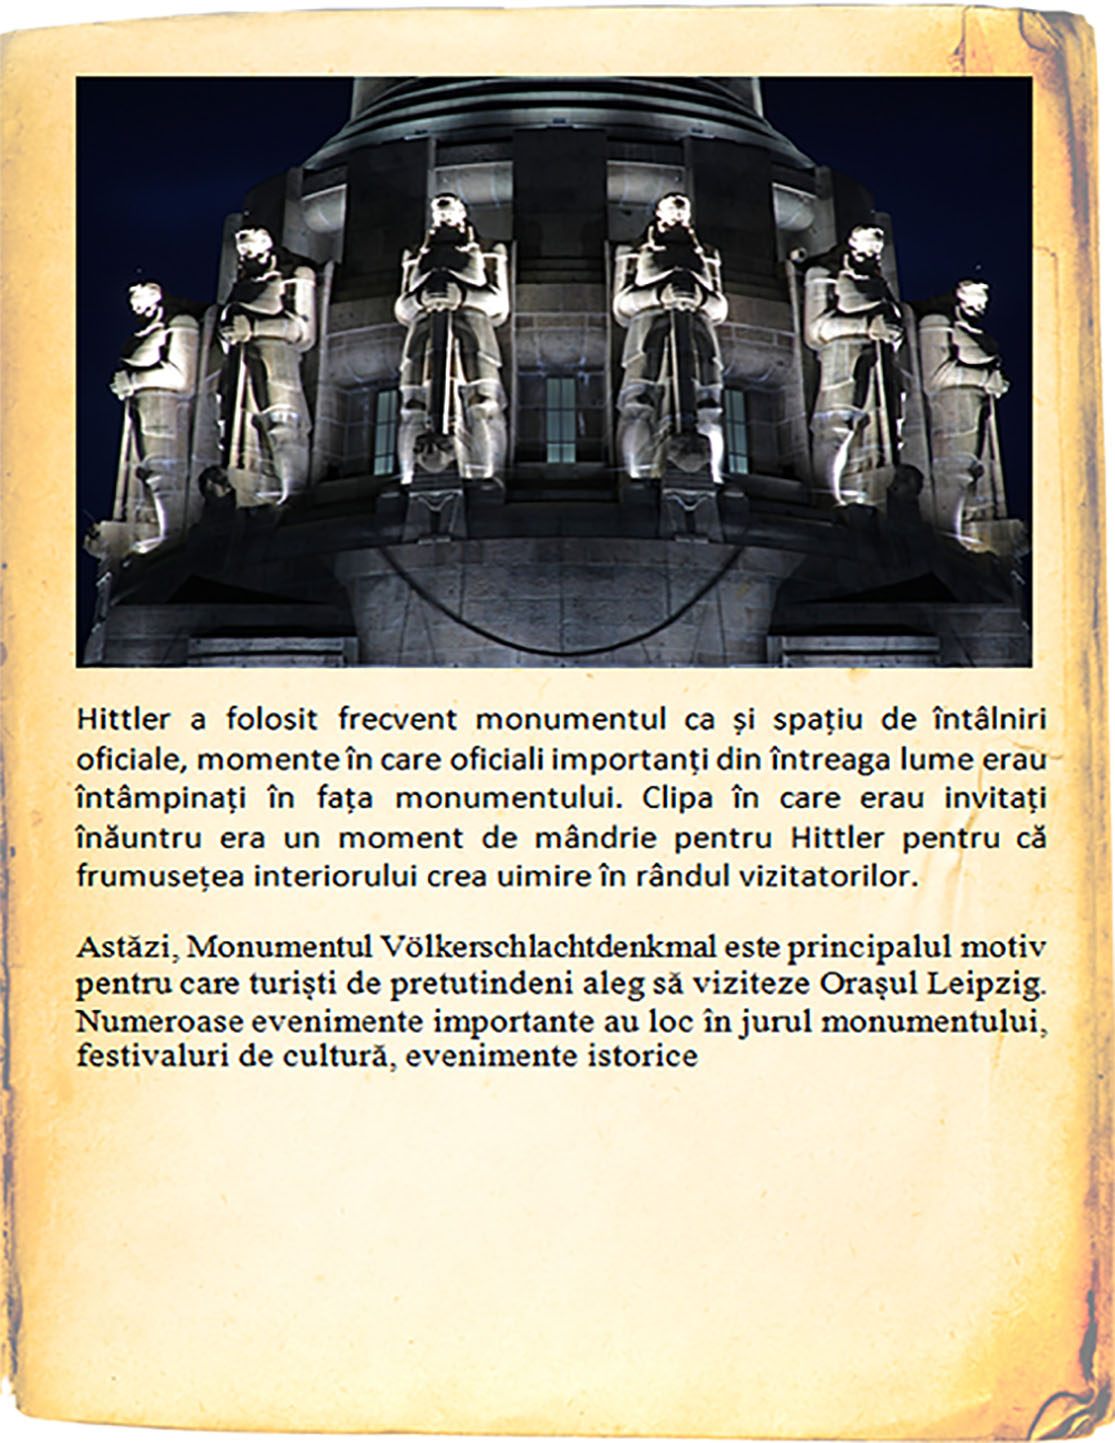 Hittler a folosit frecvent monumentul ca și spațiu de întâlniri
oficiale, momente în care oficiali importanți din întreaga lume erau
întâmpinați în fața monumentului. Clipa în care erau invitați
înăuntru era un moment de mândrie pentru Hittler pentru că
frumusețea interiorului crea uimire în rândul vizitatorilor.
Astăzi, Monumentul Völkerschlachtdenkmal este principalul motiv
pentru care turiști de pretutindeni aleg să viziteze Orașul Leipzig.
Numeroase evenimente importante au loc în jurul monumentului,
festivaluri de cultură, evenimente istorice